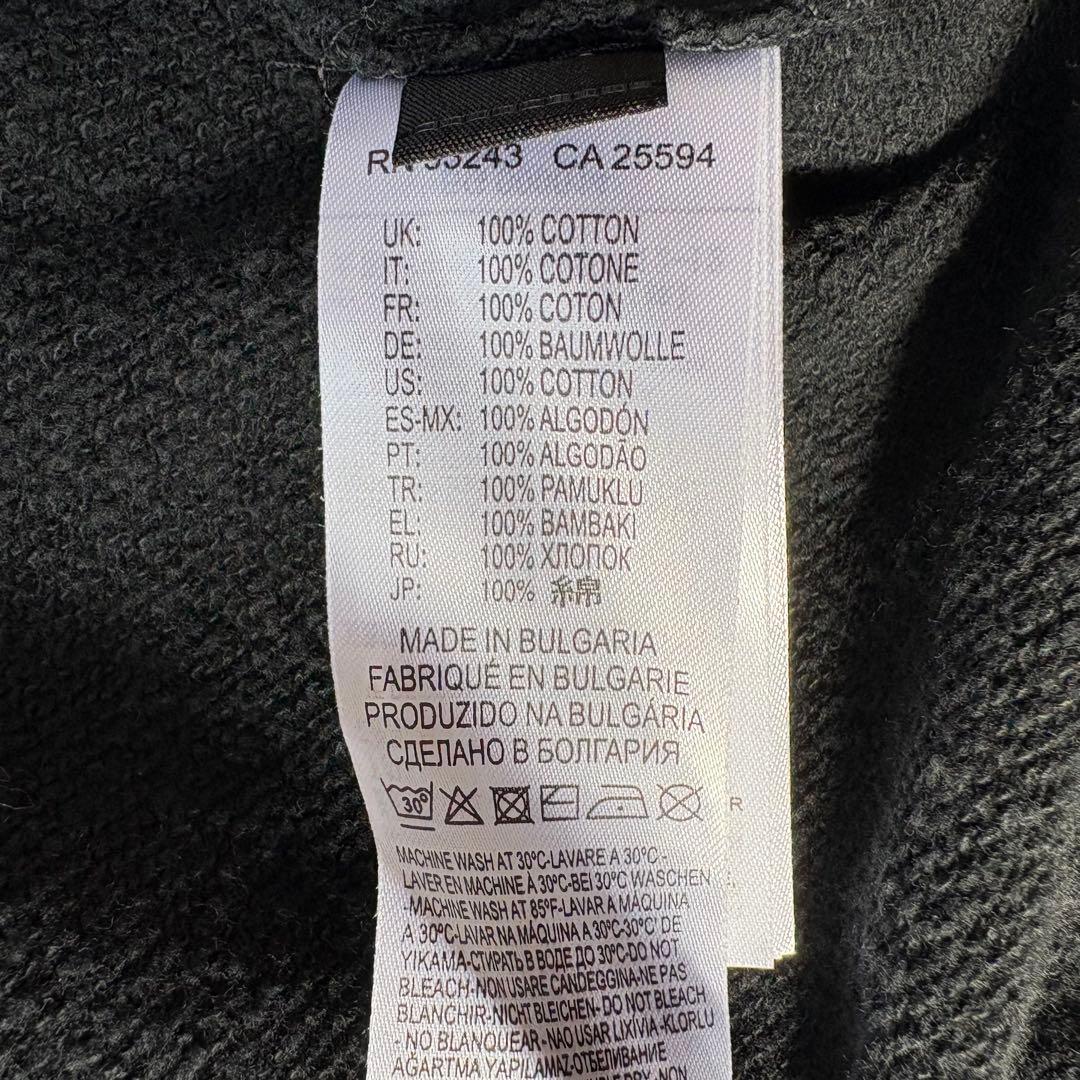 CA 25594
UK: 100% COTTON
IT: 100% COTONE
FR: 100% COTON
DE: 100% BAUMWOLLE
US: 100% COTTON
ES-MX: 100% ALGODÓN
PT: 100% ALGODÃO
TR: 100% PAMUKLU
EL: 100% BAMBAKI
RU: 100% ХЛОПОК
JP: 100%
MADE IN BULGARIA
FABRIQUÉ EN BULGARIE
PRODUZIDO NA BULGÁRIA
СДЕЛАНО В БОЛГАРИЯ
30°
R
MACHINE WASH AT 30°C-LAVARE A 30°C -
LAVER EN MACHINE À 30°C-BEI 30°C WASCHEN
-MACHINE WASH AT 85°F-LAVAR A MAQUINA
A 30°C-LAVAR NA MÁQUINA A 30°C-30°C' DE
YIKAMA-СТИРАТЬ В ВОДЕ ДО 30°C-DO NOT
BLEACH-NON USARE CANDEGGINA-NE PAS
BLANCHIR-NICHT BLEICHEN- DO NOT BLEACH
- NO BLANQUEAR-NAO USAR LIXÍVIA-KLORLU
AĞARTMA YAPILAMAZ-ОТБЕЛИВАНИЕ
DRY-NON